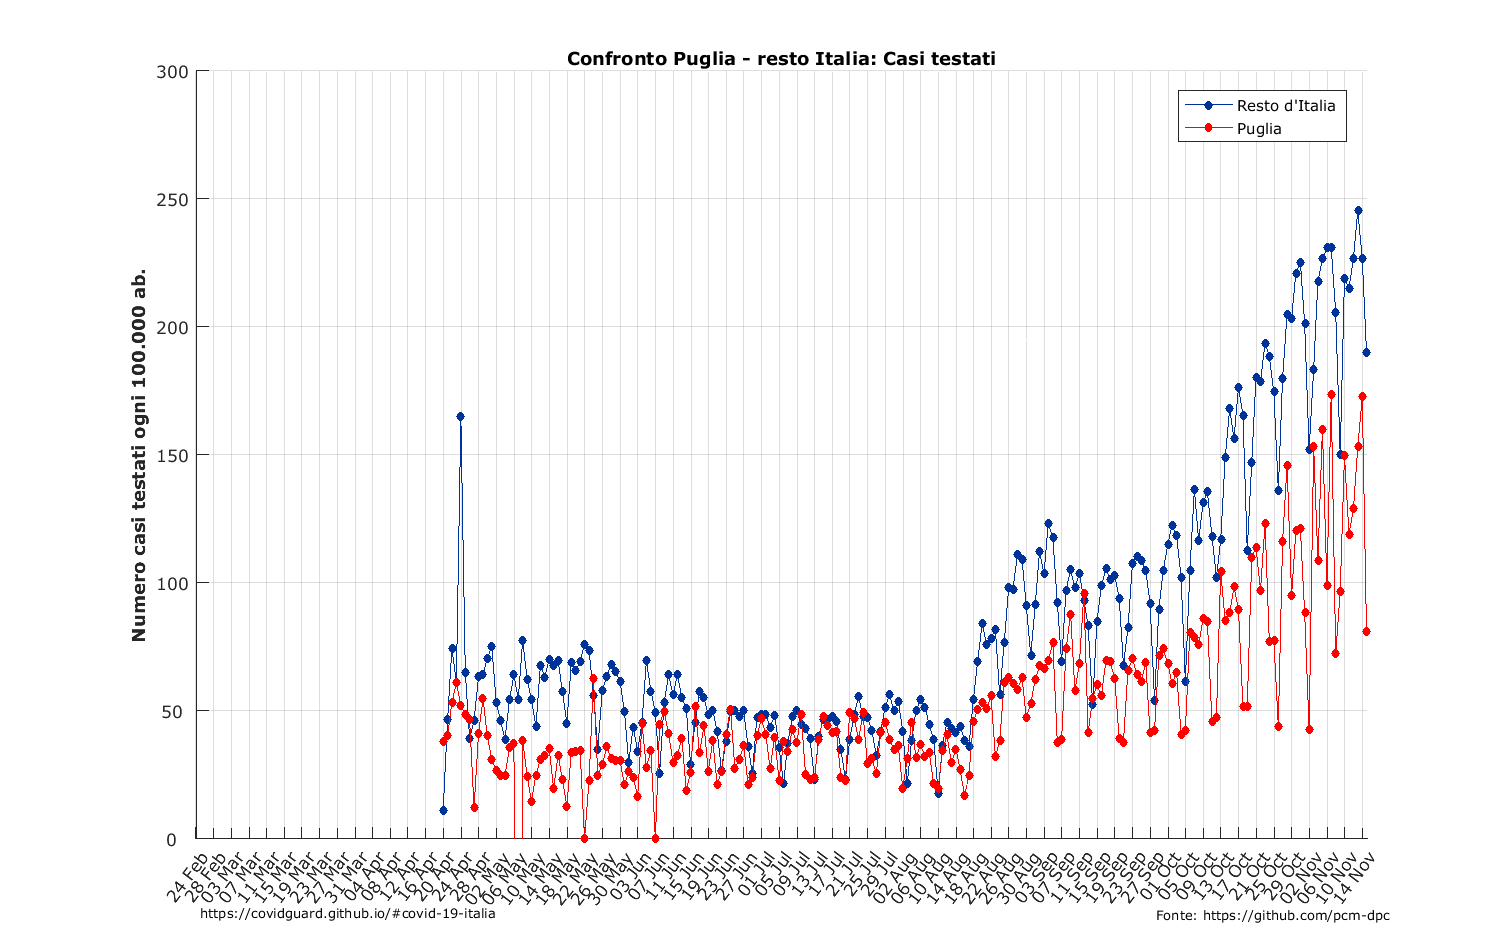 Confronto Puglia - resto Italia: Casi testati
Numero casi testati ogni 100.000 ab.
300
250
200
150
100
50
0
Resto d'Italia
Puglia
24 Feb
28 Feb
03 Mar
07 Mar
11 Mar
15 Mar
19 Mar
23 Mar
27 Mar
31 Mar
04 Apr
08 Apr
12 Apr
16 Apr
20 Apr
24 Apr
28 Apr
02 May
06 May
10 May
14 May
18 May
22 May
26 May
30 May
03 Jun
07 Jun
11 Jun
15 Jun
19 Jun
23 Jun
27 Jun
01 Jul
05 Jul
09 Jul
13 Jul
17 Jul
21 Jul
25 Jul
29 Jul
02 Aug
06 Aug
10 Aug
14 Aug
18 Aug
22 Aug
26 Aug
30 Aug
03 Sep
07 Sep
11 Sep
15 Sep
19 Sep
23 Sep
27 Sep
01 Oct
05 Oct
09 Oct
13 Oct
17 Oct
21 Oct
25 Oct
29 Oct
02 Nov
06 Nov
10 Nov
14 Nov
https://covidguard.github.io/#covid-19-italia
Fonte: https://github.com/pcm-dpc